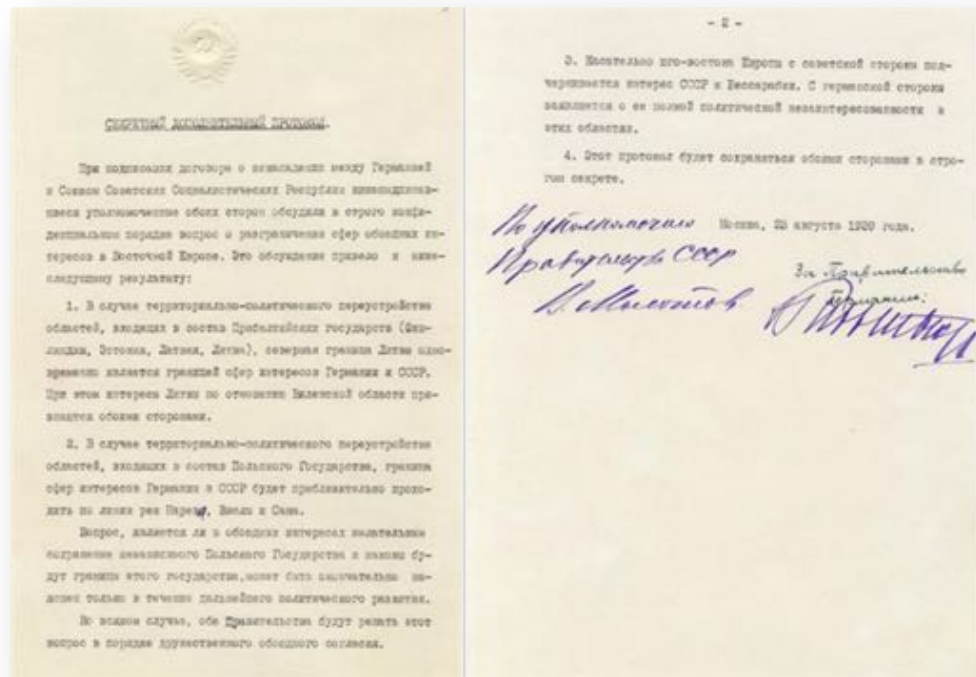 СЕКРЕТНЫЙ ДОПОЛНИТЕЛЬНЫЙ ПРОТОКОЛ.
При подписании договора о ненападении между Германией
и Союзом Советских Социалистических Республик нижеподписав-
шиеся уполномоченные обоих сторон обсудили в строго конфи-
денциальном порядке вопрос о разграничении сфер обоюдных ин-
тересов в Восточной Европе. Это обсуждение привело к ниже-
следующему результату:
1. В случае территориально-политического переустройства
областей, входящих в состав Прибалтийских государств (Фин-
ляндия, Эстония, Латвия, Литва), северная граница Литвы одно-
временно является границей сфер интересов Германии и СССР.
При этом интересы Литвы по отношению Виленской области при-
знаются обоими сторонами.
2. В случае территориально-политического переустройства
областей, входящих в состав Польского Государства, граница
сфер интересов Германии и СССР будет приблизительно прохо-
дить по линии рек Нарева, Вислы и Сана.
Вопрос, является ли в обоюдных интересах желательным
сохранение независимого Польского Государства и каковы бу-
дут границы этого государства, может быть окончательно вы-
яснен только в течение дальнейшего политического развития.
Во всяком случае, оба Правительства будут решать этот
вопрос в порядке дружественного обоюдного согласия.
- 2 -
3. Касательно юго-востока Европы с советской стороны под-
черкивается интерес СССР к Бессарабии. С германской стороны
заявляется о ее полной политической незаинтересованности в
этих областях.
4. Этот протокол будет сохраняться обоими сторонами в стро-
гом секрете.
Москва, 23 августа 1939 года.
По уполномочию
Правительства СССР
В. Молотов
За Правительство
Германии: